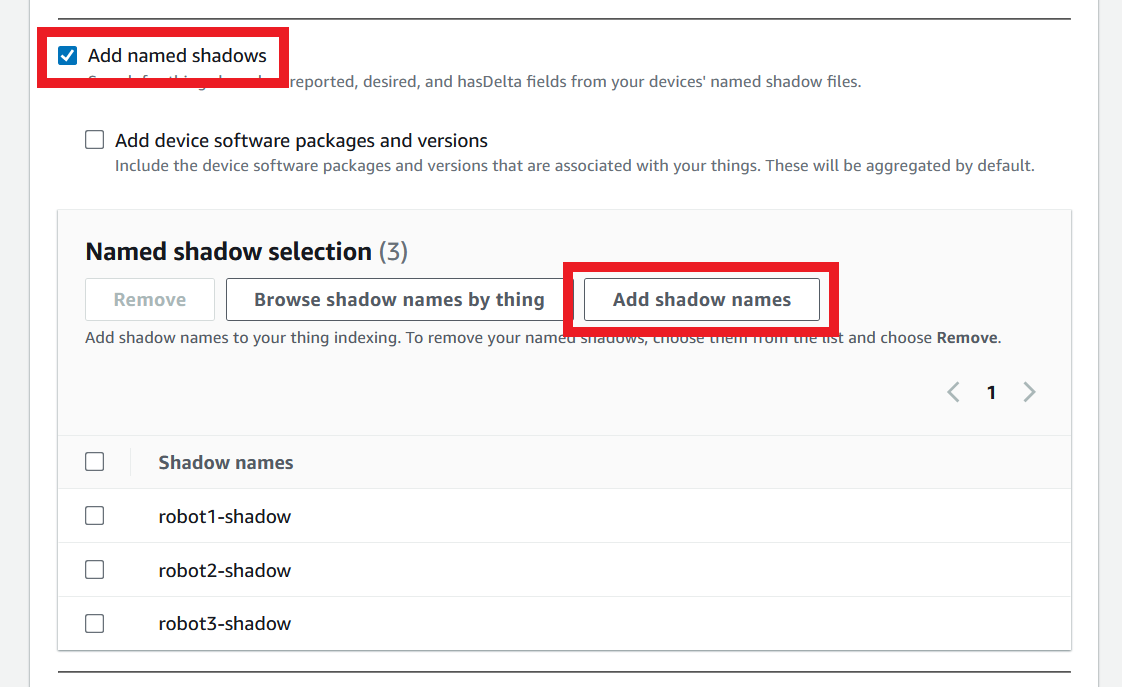 Add named shadows
reported, desired, and hasDelta fields from your devices' named shadow files.
Add device software packages and versions
Include the device software packages and versions that are associated with your things. These will be aggregated by default.
Named shadow selection (3)
Remove
Browse shadow names by thing
Add shadow names
Add shadow names to your thing indexing. To remove your named shadows, choose them from the list and choose Remove.
1
Shadow names
robot1-shadow
robot2-shadow
robot3-shadow